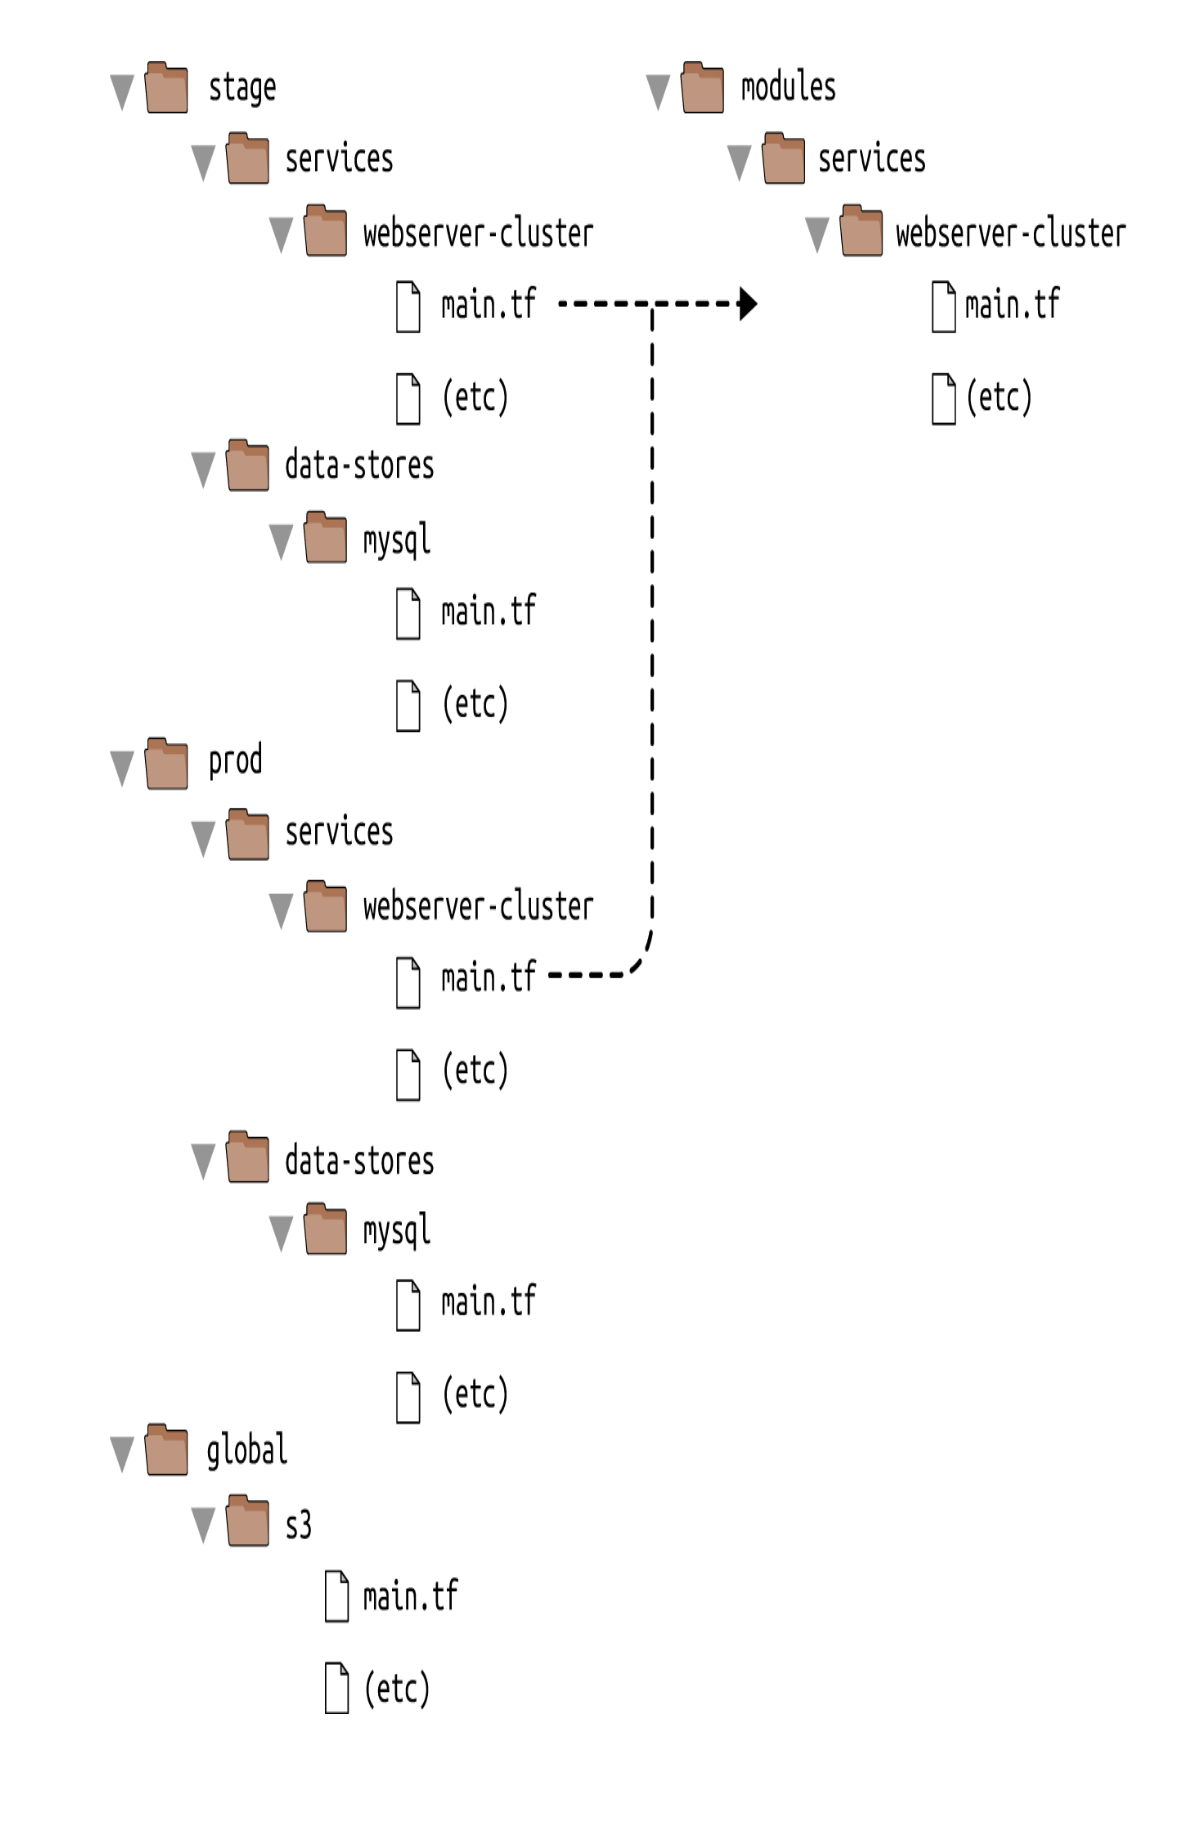 stage
services
webserver-cluster
main.tf
(etc)
data-stores
mysql
main.tf
(etc)
prod
services
webserver-cluster
main.tf
(etc)
data-stores
mysql
main.tf
(etc)
global
s3
main.tf
(etc)
modules
services
webserver-cluster
main.tf
(etc)